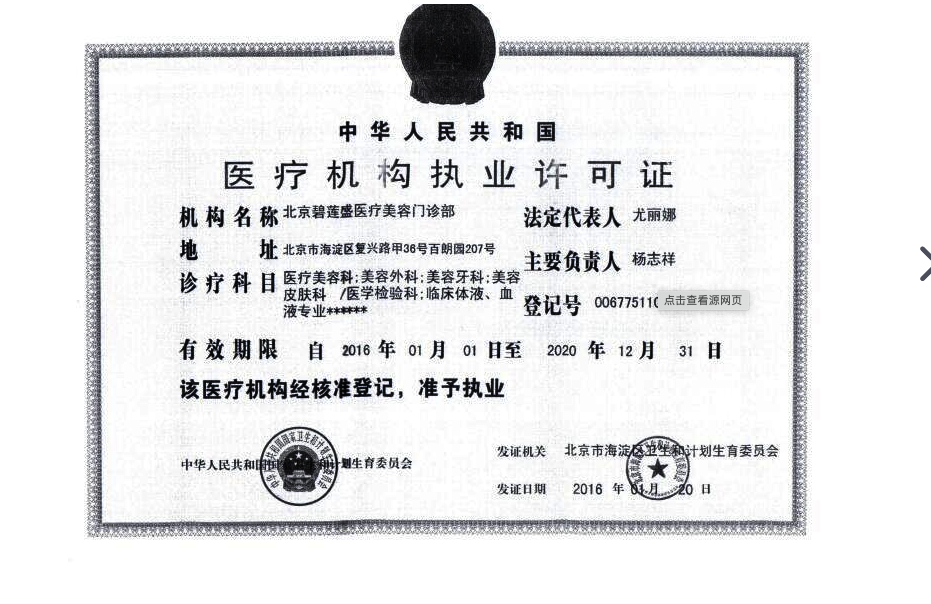 中华人民共和国
医疗机构执业许可证
机构名称 北京碧莲盛医疗美容门诊部
法定代表人 尤丽娜
地址 北京市海淀区复兴路甲36号百朗园207号
主要负责人 杨志祥
诊疗科目 医疗美容科;美容外科;美容牙科;美容
皮肤科 /医学检验科;临床体液、血
液专业******
登记号 006775110
点击查看源网页
有效期限 自 2016 年 01 月 01 日至 2020 年 12 月 31 日
该医疗机构经核准登记，准予执业
中华人民共和国国家卫生和计划生育委员会
发证机关 北京市海淀区卫生和计划生育委员会
发证日期 2016 年 01 月 20 日